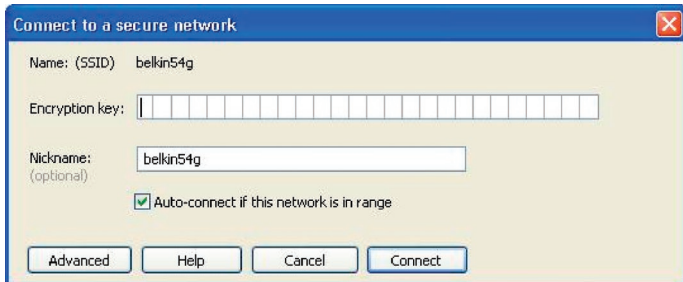 Connect to a secure network
Name: (SSID) belkin54g
Encryption key:
Nickname: belkin54g
(optional)
Auto-connect if this network is in range
Advanced Help Cancel Connect